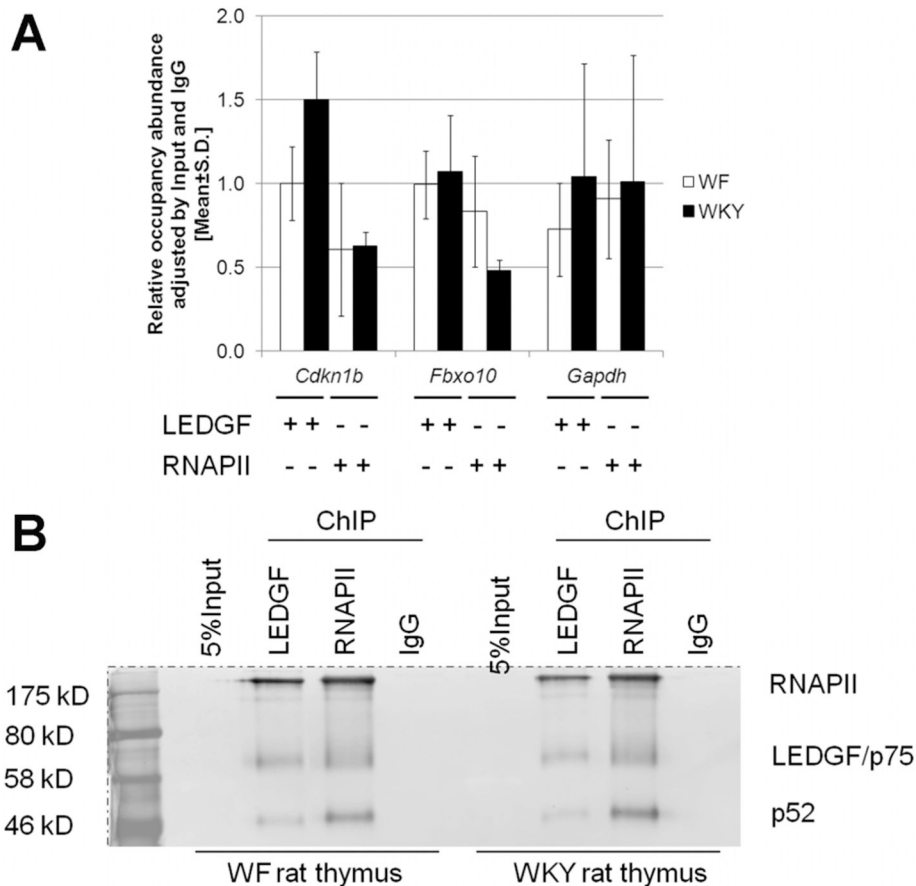 A
Relative occupancy abundance
adjusted by Input and IgG
[Mean±S.D.]
2.0
1.5
1.0
0.5
0.0
WF
WKY
Cdkn1b Fbxo10 Gapdh
LEDGF + + - - + + - - + + - -
RNAPII - - + + - - + + - - + +
B
ChIP ChIP
5%Input LEDGF RNAPII IgG 5%Input LEDGF RNAPII IgG
175 kD
80 kD
58 kD
46 kD
RNAPII
LEDGF/p75
p52
WF rat thymus WKY rat thymus